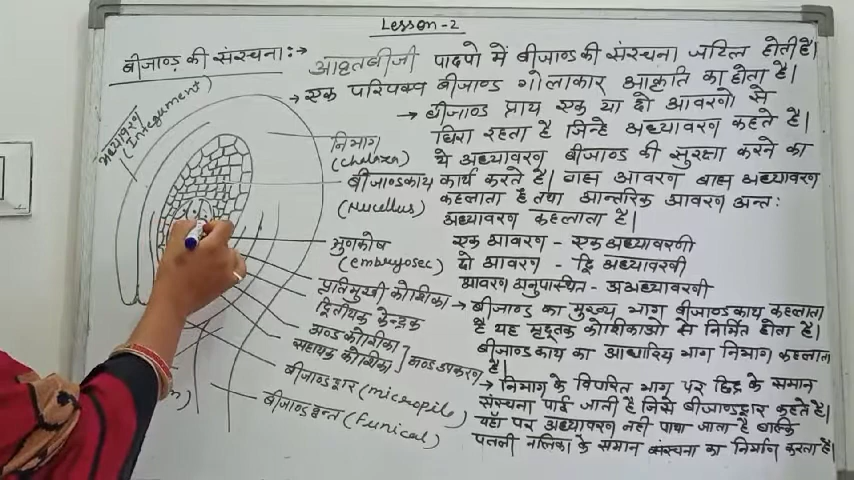 Lesson-2
बीजाण्ड की संरचना :→
आवृतबीजी पादपो में बीजाण्ड की संरचना जटिल होती है।
→ एक परिपक्व बीजाण्ड गोलाकार आकृति का होता है।
→ बीजाण्ड प्राय एक या दो आवरणो से
घिरा रहता है जिन्हे अध्यावरण कहते है।
ये अध्यावरण बीजाण्ड की सुरक्षा करने का
कार्य करते है। बाह्य आवरण बाह्य अध्यावरण
कहलाता है तथा आन्तरिक आवरण अन्तः
अध्यावरण कहलाता है।
एक आवरण - एक अध्यावरणी
दो आवरण - द्वि अध्यावरणी
आवरण अनुपास्थित - अअध्यावरणी
→ बीजाण्ड का मुख्य भाग बीजाण्डकाय कहलाता
है यह मृदूतक कोशिकाओ से निर्मित होता है।
बीजाण्डकाय का आधारिय भाग निभाग कहलाता
है।
→ निभाग के विपरित भाग पर छिद्र के समान
संरचना पाई जाती है जिसे बीजाण्डद्वार कहते है।
यहाँ पर अध्यावरण नही पाया जाता है बल्कि
पतली नलिका के समान संरचना का निर्माण करता है।
अध्यावरण
(Integument)
निभाग
(Chalaza)
बीजाण्डकाय
(Nucellus)
भ्रुणकोष
(embryosec)
प्रतिमुखी कोशिका
द्वितीयक केन्द्रक
अण्ड कोशिका
सहायक कोशिका ] अण्ड उपकरण
बीजाण्डद्वार (micropile)
बीजाण्डवृन्त (Funical)